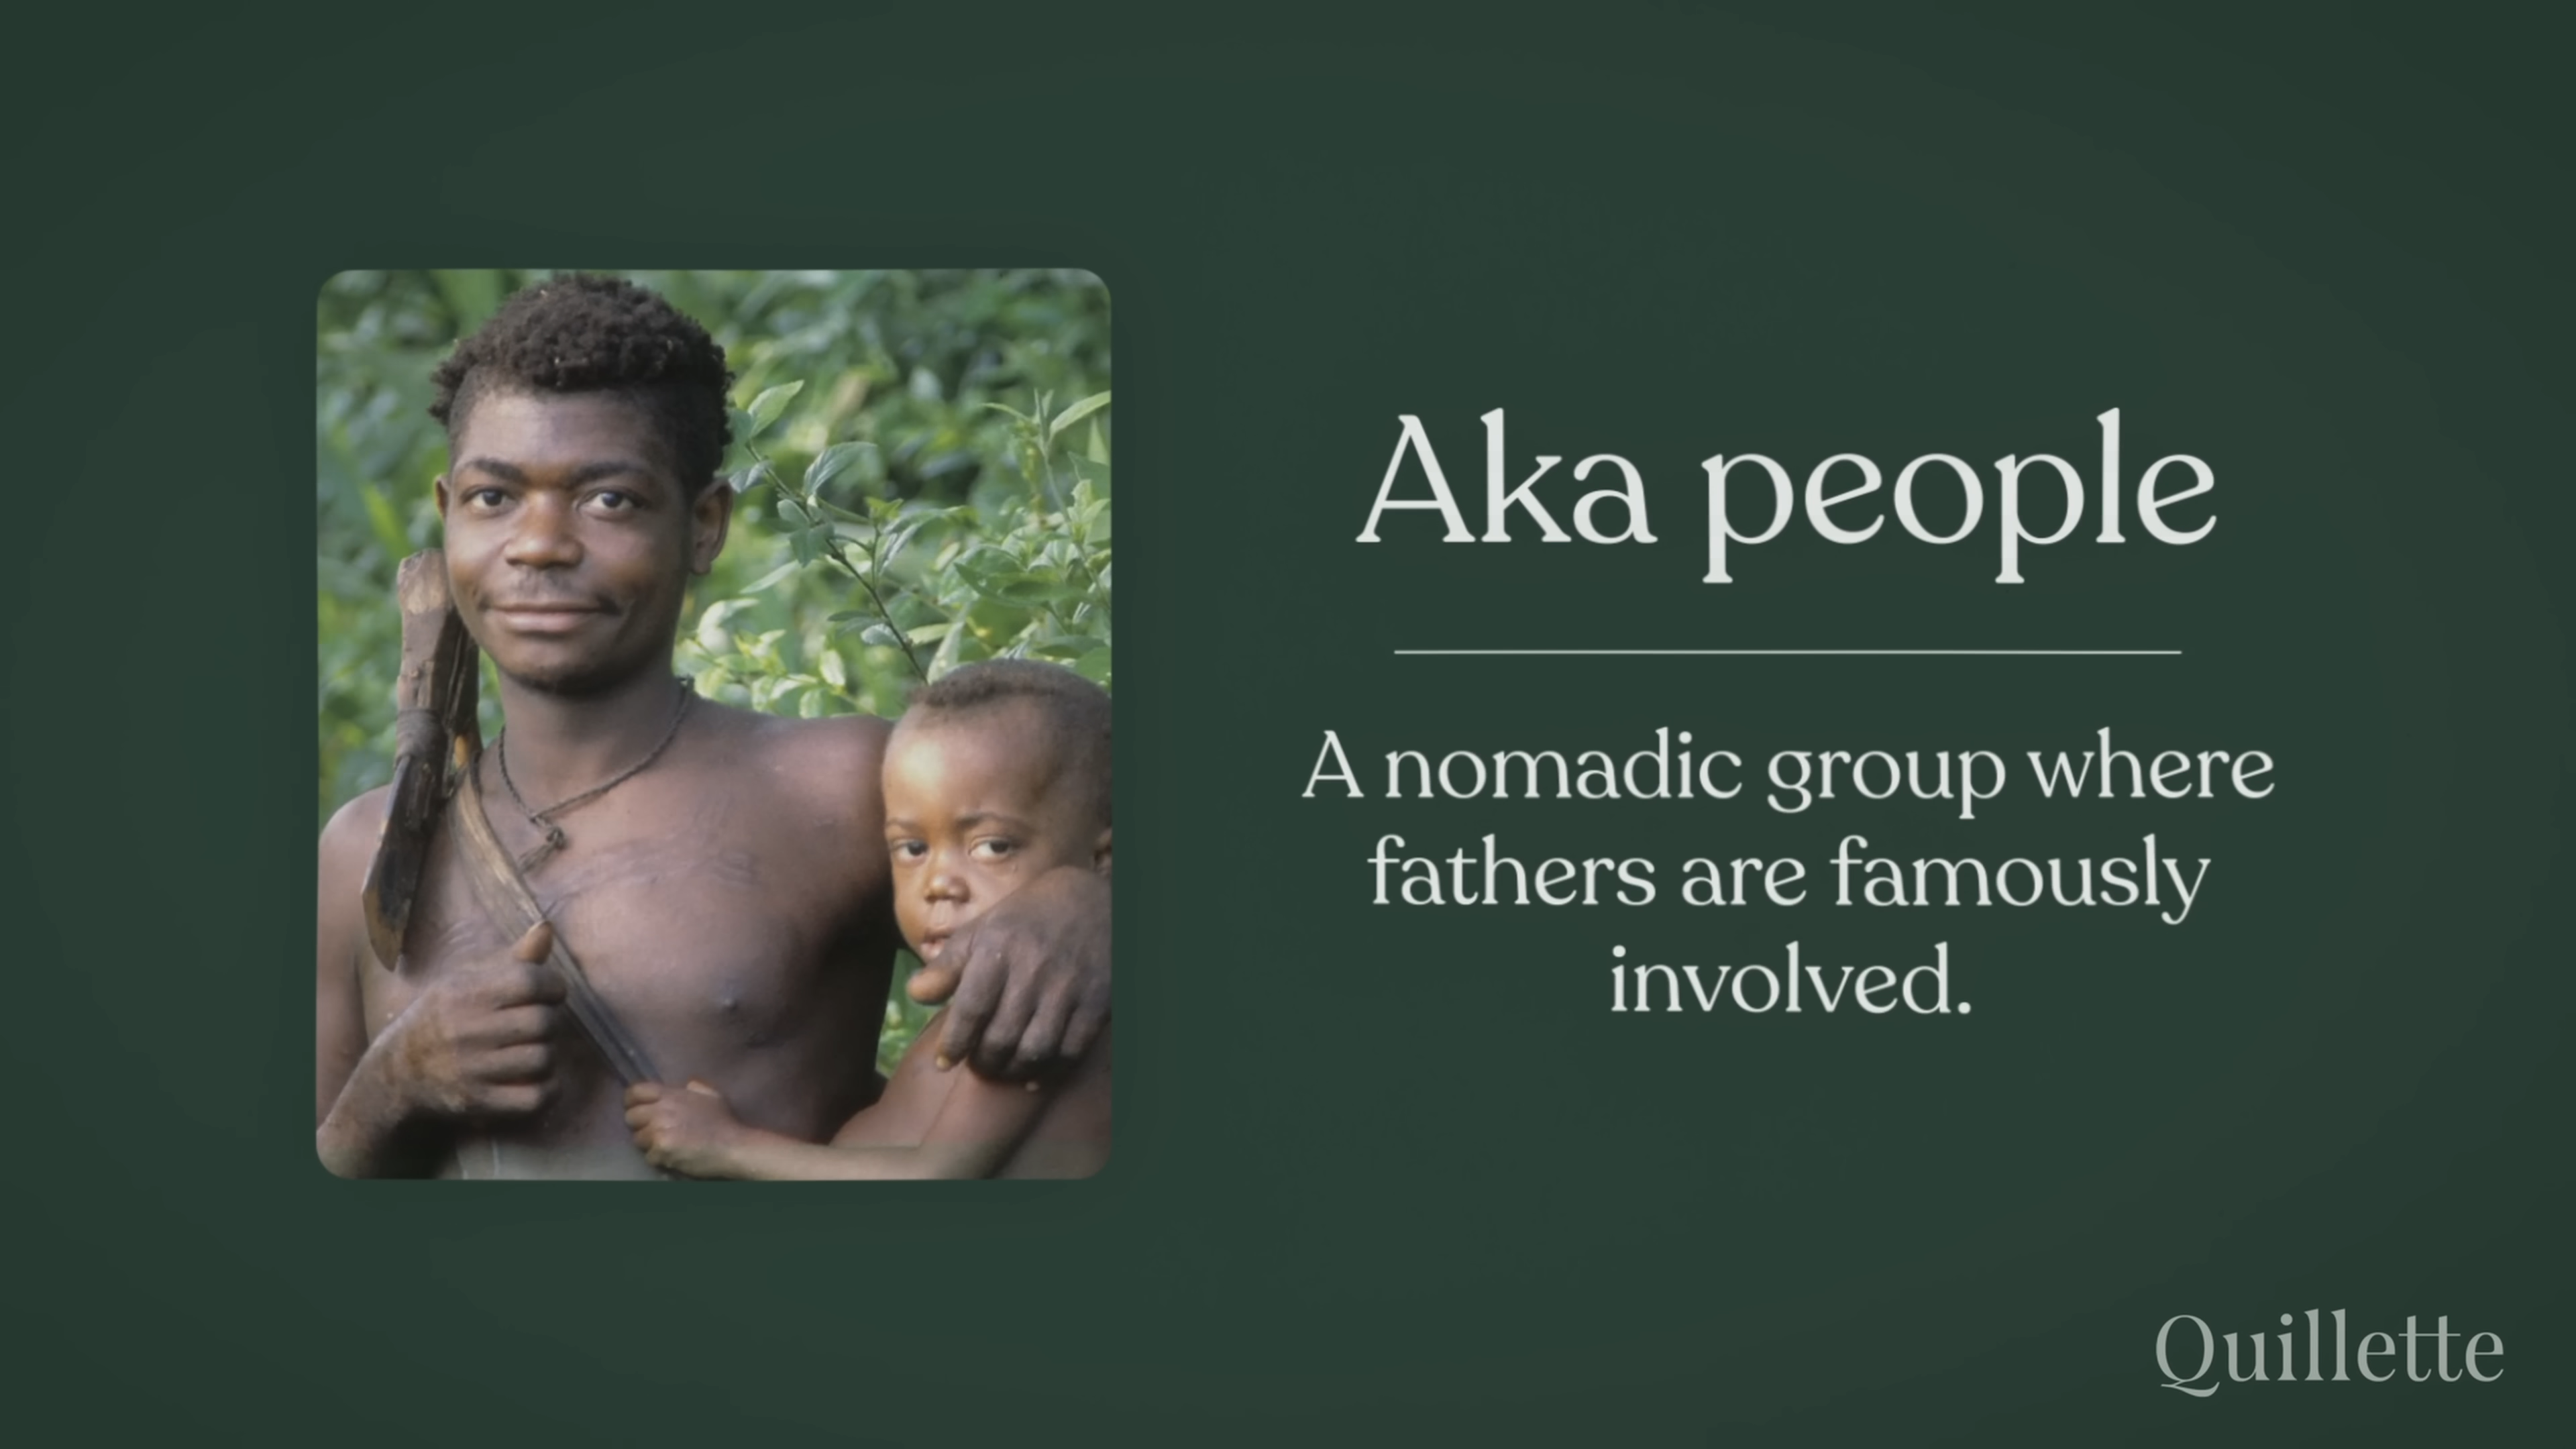 Aka people
A nomadic group where
fathers are famously
involved.
Quillette